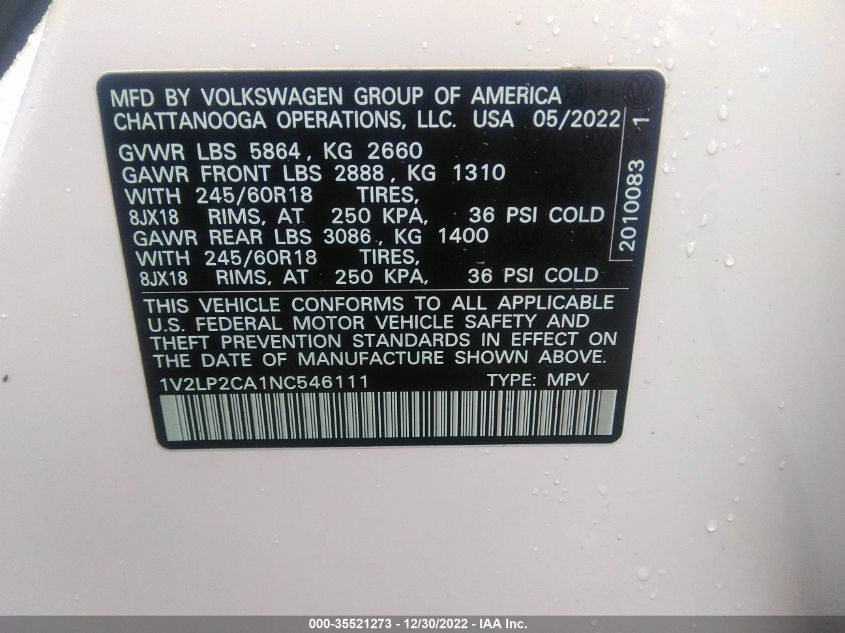 MFD BY VOLKSWAGEN GROUP OF AMERICA
CHATTANOOGA OPERATIONS, LLC. USA 05/2022
GVWR LBS 5864, KG 2660
GAWR FRONT LBS 2888, KG 1310
WITH 245/60R18 TIRES,
8JX18 RIMS, AT 250 KPA, 36 PSI COLD
GAWR REAR LBS 3086, KG 1400
WITH 245/60R18 TIRES,
8JX18 RIMS, AT 250 KPA, 36 PSI COLD
THIS VEHICLE CONFORMS TO ALL APPLICABLE
U.S. FEDERAL MOTOR VEHICLE SAFETY AND
THEFT PREVENTION STANDARDS IN EFFECT ON
THE DATE OF MANUFACTURE SHOWN ABOVE.
1V2LP2CA1NC546111 TYPE: MPV
2010083 1
000-35521273 - 12/30/2022 - IAA Inc.